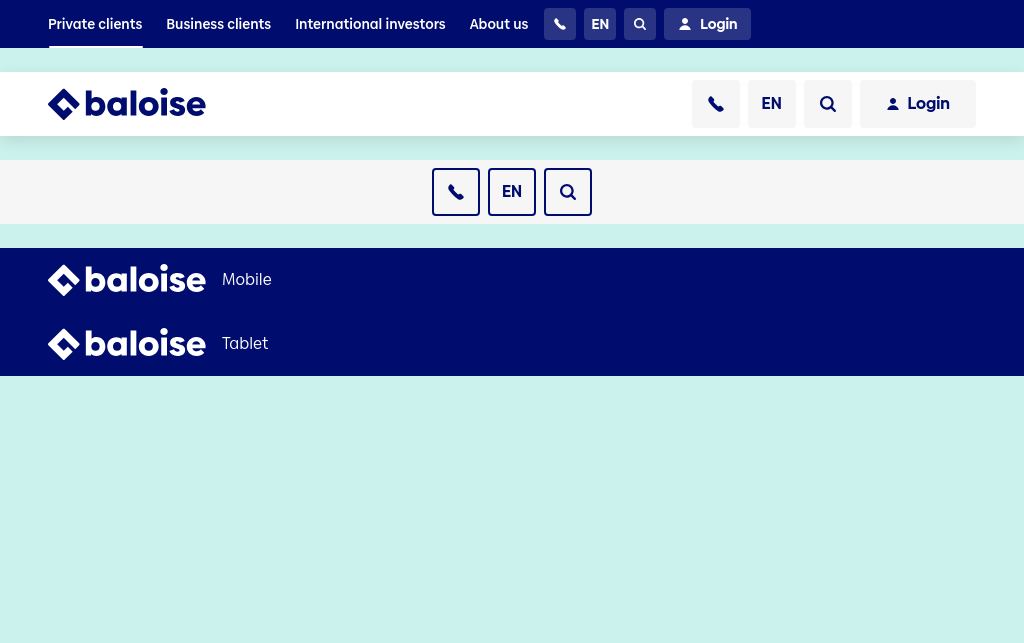 Private clients Business clients International investors About us EN Login
baloise EN Login
EN
baloise Mobile
baloise Tablet